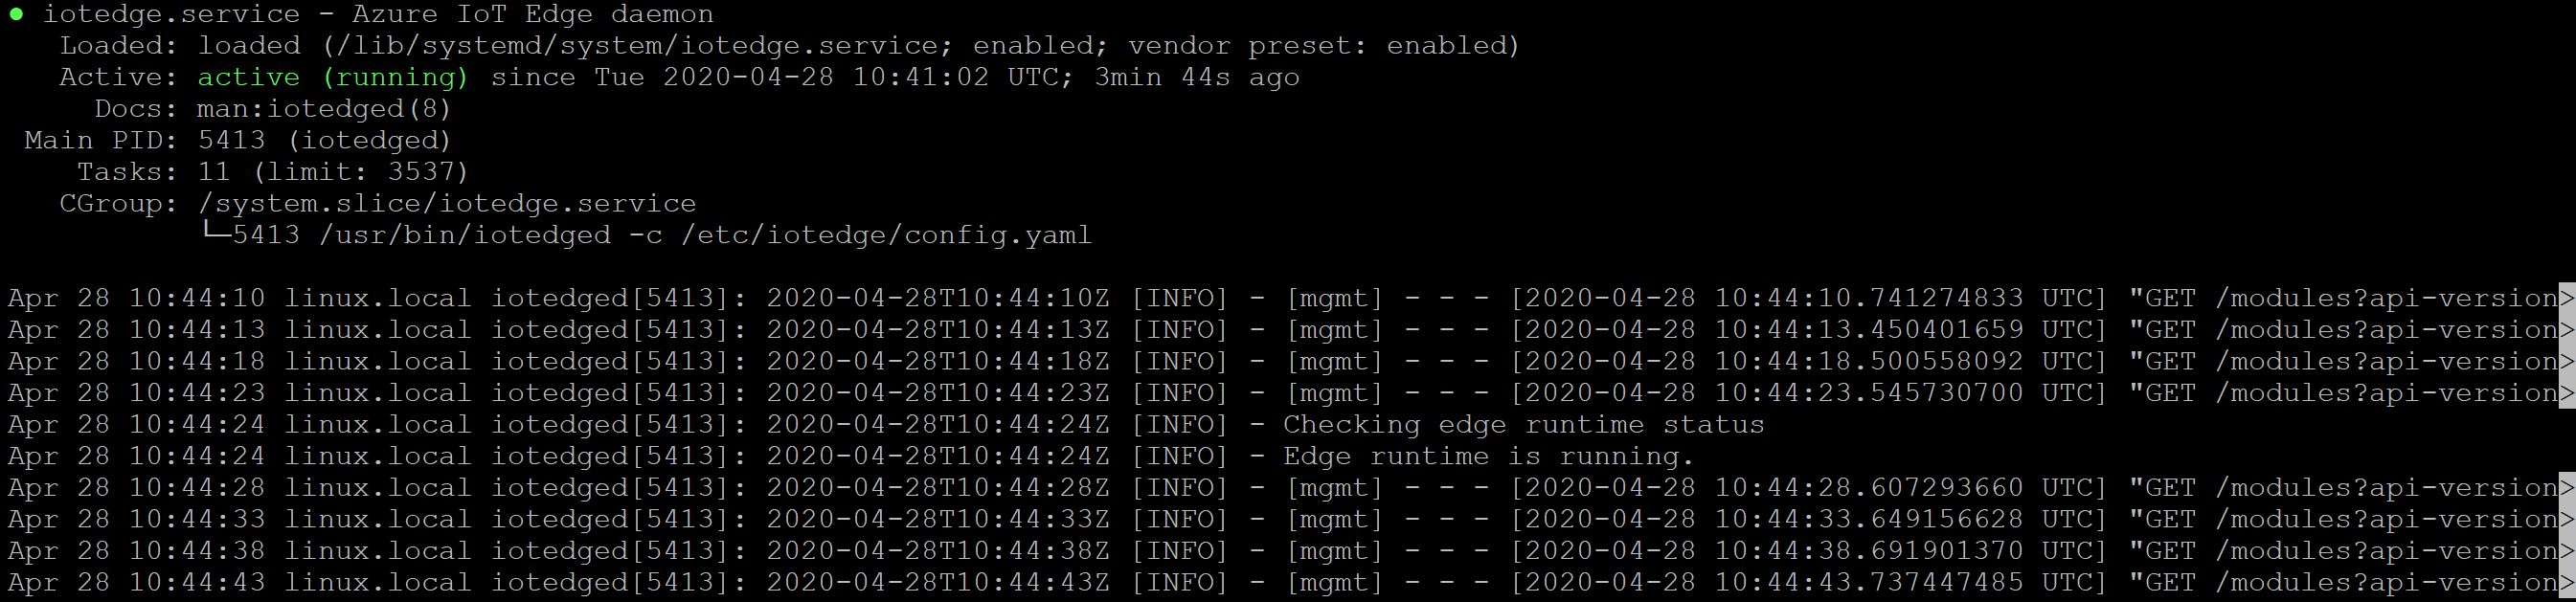 ● iotedge.service - Azure IoT Edge daemon
Loaded: loaded (/lib/systemd/system/iotedge.service; enabled; vendor preset: enabled)
Active: active (running) since Tue 2020-04-28 10:41:02 UTC; 3min 44s ago
Docs: man:iotedged(8)
Main PID: 5413 (iotedged)
Tasks: 11 (limit: 3537)
CGroup: /system.slice/iotedge.service
└─5413 /usr/bin/iotedged -c /etc/iotedge/config.yaml
Apr 28 10:44:10 linux.local iotedged[5413]: 2020-04-28T10:44:10Z [INFO] - [mgmt] - - - [2020-04-28 10:44:10.741274833 UTC] "GET /modules?api-version>
Apr 28 10:44:13 linux.local iotedged[5413]: 2020-04-28T10:44:13Z [INFO] - [mgmt] - - - [2020-04-28 10:44:13.450401659 UTC] "GET /modules?api-version>
Apr 28 10:44:18 linux.local iotedged[5413]: 2020-04-28T10:44:18Z [INFO] - [mgmt] - - - [2020-04-28 10:44:18.500558092 UTC] "GET /modules?api-version>
Apr 28 10:44:23 linux.local iotedged[5413]: 2020-04-28T10:44:23Z [INFO] - [mgmt] - - - [2020-04-28 10:44:23.545730700 UTC] "GET /modules?api-version>
Apr 28 10:44:24 linux.local iotedged[5413]: 2020-04-28T10:44:24Z [INFO] - Checking edge runtime status
Apr 28 10:44:24 linux.local iotedged[5413]: 2020-04-28T10:44:24Z [INFO] - Edge runtime is running.
Apr 28 10:44:28 linux.local iotedged[5413]: 2020-04-28T10:44:28Z [INFO] - [mgmt] - - - [2020-04-28 10:44:28.607293660 UTC] "GET /modules?api-version>
Apr 28 10:44:33 linux.local iotedged[5413]: 2020-04-28T10:44:33Z [INFO] - [mgmt] - - - [2020-04-28 10:44:33.649156628 UTC] "GET /modules?api-version>
Apr 28 10:44:38 linux.local iotedged[5413]: 2020-04-28T10:44:38Z [INFO] - [mgmt] - - - [2020-04-28 10:44:38.691901370 UTC] "GET /modules?api-version>
Apr 28 10:44:43 linux.local iotedged[5413]: 2020-04-28T10:44:43Z [INFO] - [mgmt] - - - [2020-04-28 10:44:43.737447485 UTC] "GET /modules?api-version>